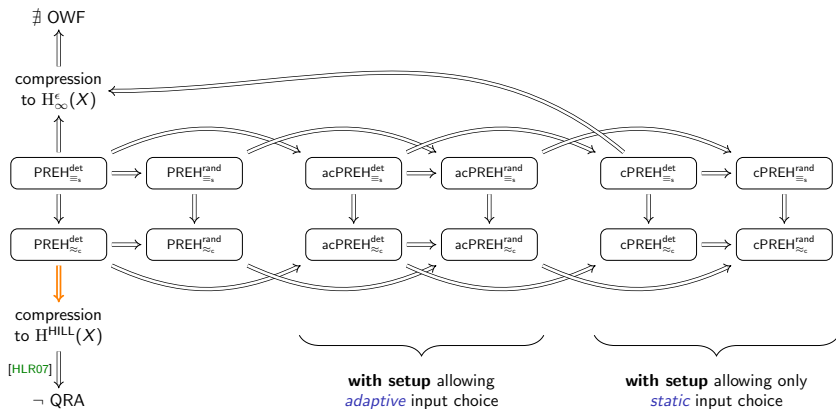 ∄ OWF
compression
to H^ϵ_∞(X)
PREH^det_≡s PREH^rand_≡s acPREH^det_≡s acPREH^rand_≡s cPREH^det_≡s cPREH^rand_≡s
PREH^det_≈c PREH^rand_≈c acPREH^det_≈c acPREH^rand_≈c cPREH^det_≈c cPREH^rand_≈c
compression
to H^HILL(X)
[HLR07]
¬ QRA
with setup allowing
adaptive input choice
with setup allowing only
static input choice